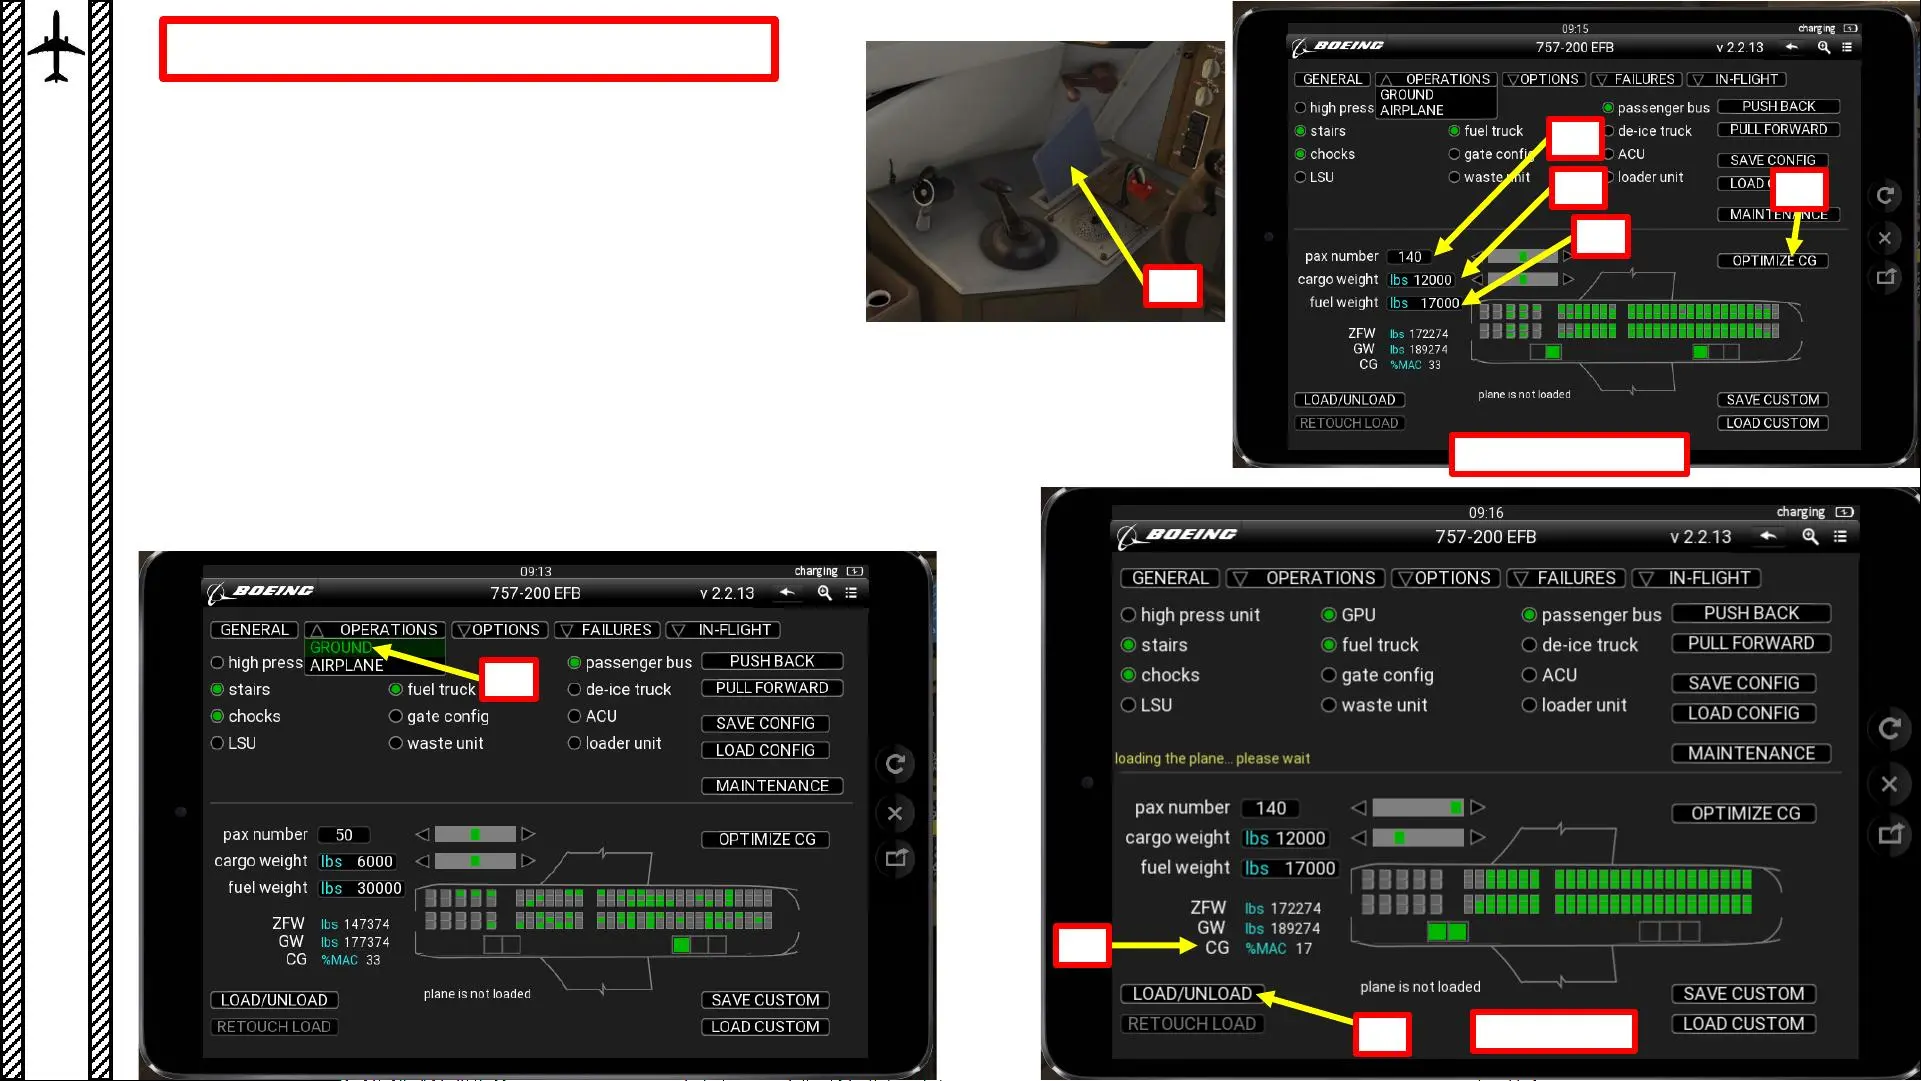 09:15
charging
BOEING
757-200 EFB
v 2.2.13
GENERAL
OPERATIONS
OPTIONS
FAILURES
IN-FLIGHT
GROUND
AIRPLANE
high press
passenger bus
PUSH BACK
stairs
fuel truck
de-ice truck
PULL FORWARD
chocks
gate config
ACU
SAVE CONFIG
LSU
waste unit
loader unit
LOAD
MAINTENANCE
pax number 140
OPTIMIZE CG
cargo weight lbs 12000
fuel weight lbs 17000
ZFW lbs 172274
GW lbs 189274
CG %MAC 33
plane is not loaded
LOAD/UNLOAD
SAVE CUSTOM
RETOUCH LOAD
LOAD CUSTOM
09:13
charging
BOEING
757-200 EFB
v 2.2.13
GENERAL
OPERATIONS
OPTIONS
FAILURES
IN-FLIGHT
GROUND
AIRPLANE
high press
passenger bus
PUSH BACK
stairs
fuel truck
de-ice truck
PULL FORWARD
chocks
gate config
ACU
SAVE CONFIG
LSU
waste unit
loader unit
LOAD CONFIG
MAINTENANCE
pax number 50
OPTIMIZE CG
cargo weight lbs 6000
fuel weight lbs 30000
ZFW lbs 147374
GW lbs 177374
CG %MAC 33
plane is not loaded
LOAD/UNLOAD
SAVE CUSTOM
RETOUCH LOAD
LOAD CUSTOM
09:16
charging
BOEING
757-200 EFB
v 2.2.13
GENERAL
OPERATIONS
OPTIONS
FAILURES
IN-FLIGHT
high press unit
GPU
passenger bus
PUSH BACK
stairs
fuel truck
de-ice truck
PULL FORWARD
chocks
gate config
ACU
SAVE CONFIG
LSU
waste unit
loader unit
LOAD CONFIG
loading the plane... please wait
MAINTENANCE
pax number 140
OPTIMIZE CG
cargo weight lbs 12000
fuel weight lbs 17000
ZFW lbs 172274
GW lbs 189274
CG %MAC 17
plane is not loaded
LOAD/UNLOAD
SAVE CUSTOM
RETOUCH LOAD
LOAD CUSTOM